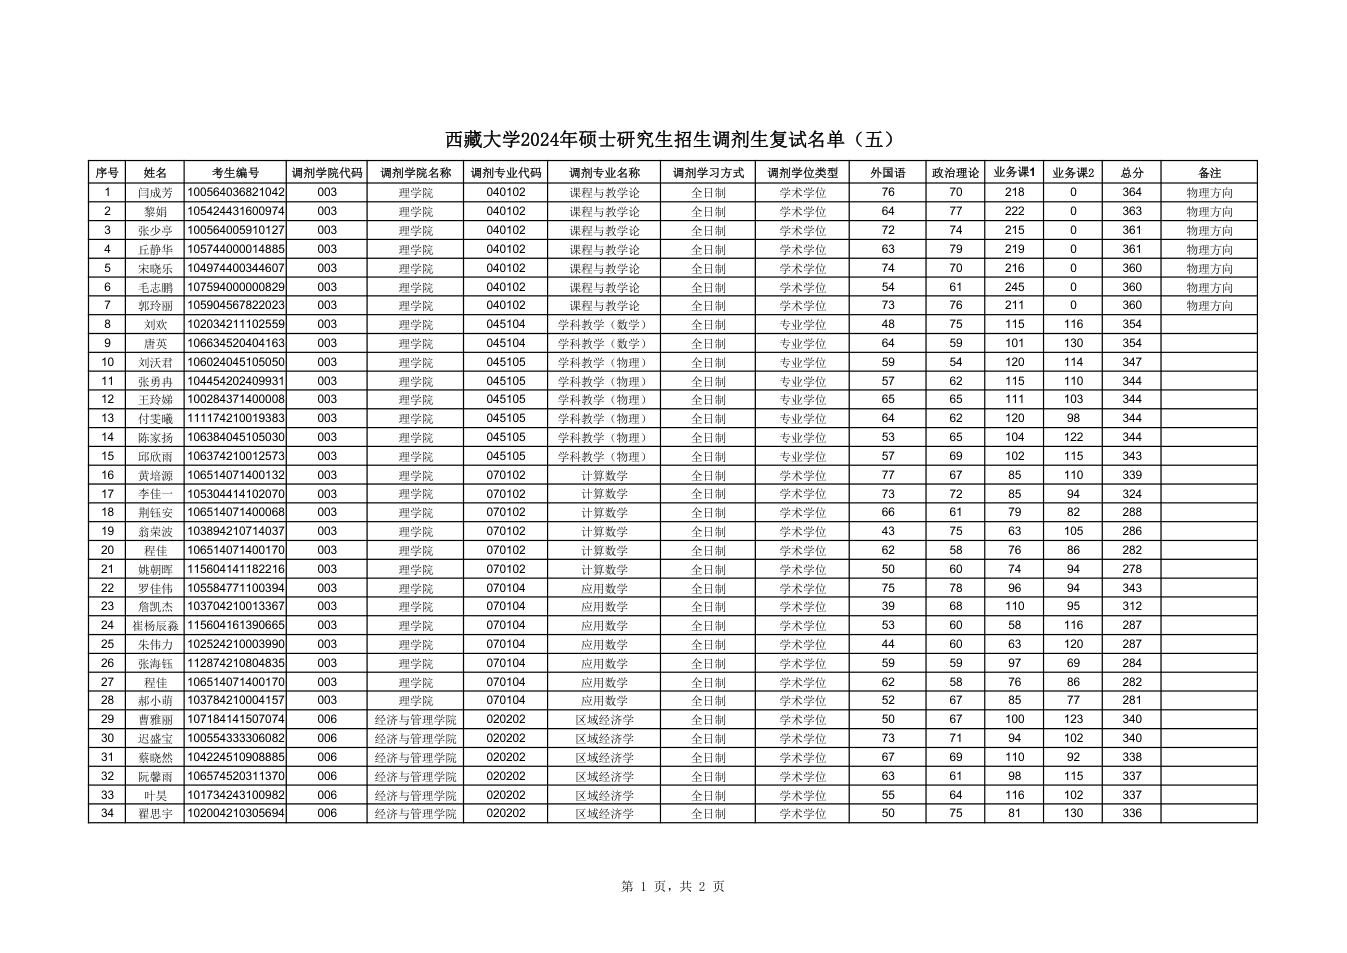 西藏大学2024年硕士研究生招生调剂生复试名单（五）
序号 姓名 考生编号 调剂学院代码 调剂学院名称 调剂专业代码 调剂专业名称 调剂学习方式 调剂学位类型 外国语 政治理论 业务课1 业务课2 总分 备注
1 闫成芳 100564036821042 003 理学院 040102 课程与教学论 全日制 学术学位 76 70 218 0 364 物理方向
2 黎娟 105424431600974 003 理学院 040102 课程与教学论 全日制 学术学位 64 77 222 0 363 物理方向
3 张少亭 100564005910127 003 理学院 040102 课程与教学论 全日制 学术学位 72 74 215 0 361 物理方向
4 丘静华 105744000014885 003 理学院 040102 课程与教学论 全日制 学术学位 63 79 219 0 361 物理方向
5 宋晓乐 104974400344607 003 理学院 040102 课程与教学论 全日制 学术学位 74 70 216 0 360 物理方向
6 毛志鹏 107594000000829 003 理学院 040102 课程与教学论 全日制 学术学位 54 61 245 0 360 物理方向
7 郭玲丽 105904567822023 003 理学院 040102 课程与教学论 全日制 学术学位 73 76 211 0 360 物理方向
8 刘欢 102034211102559 003 理学院 045104 学科教学（数学） 全日制 专业学位 48 75 115 116 354
9 唐英 106634520404163 003 理学院 045104 学科教学（数学） 全日制 专业学位 64 59 101 130 354
10 刘沃君 106024045105050 003 理学院 045105 学科教学（物理） 全日制 专业学位 59 54 120 114 347
11 张勇冉 104454202409931 003 理学院 045105 学科教学（物理） 全日制 专业学位 57 62 115 110 344
12 王玲娣 100284371400008 003 理学院 045105 学科教学（物理） 全日制 专业学位 65 65 111 103 344
13 付雯曦 111174210019383 003 理学院 045105 学科教学（物理） 全日制 专业学位 64 62 120 98 344
14 陈家扬 106384045105030 003 理学院 045105 学科教学（物理） 全日制 专业学位 53 65 104 122 344
15 邱欣雨 106374210012573 003 理学院 045105 学科教学（物理） 全日制 专业学位 57 69 102 115 343
16 黄培源 106514071400132 003 理学院 070102 计算数学 全日制 学术学位 77 67 85 110 339
17 李佳一 105304414102070 003 理学院 070102 计算数学 全日制 学术学位 73 72 85 94 324
18 荆钰安 106514071400068 003 理学院 070102 计算数学 全日制 学术学位 66 61 79 82 288
19 翁荣波 103894210714037 003 理学院 070102 计算数学 全日制 学术学位 43 75 63 105 286
20 程佳 106514071400170 003 理学院 070102 计算数学 全日制 学术学位 62 58 76 86 282
21 姚朝晖 115604141182216 003 理学院 070102 计算数学 全日制 学术学位 50 60 74 94 278
22 罗佳伟 105584771100394 003 理学院 070104 应用数学 全日制 学术学位 75 78 96 94 343
23 詹凯杰 103704210013367 003 理学院 070104 应用数学 全日制 学术学位 39 68 110 95 312
24 崔杨辰淼 115604161390665 003 理学院 070104 应用数学 全日制 学术学位 53 60 58 116 287
25 朱伟力 102524210003990 003 理学院 070104 应用数学 全日制 学术学位 44 60 63 120 287
26 张海钰 112874210804835 003 理学院 070104 应用数学 全日制 学术学位 59 59 97 69 284
27 程佳 106514071400170 003 理学院 070104 应用数学 全日制 学术学位 62 58 76 86 282
28 郝小萌 103784210004157 003 理学院 070104 应用数学 全日制 学术学位 52 67 85 77 281
29 曹雅丽 107184141507074 006 经济与管理学院 020202 区域经济学 全日制 学术学位 50 67 100 123 340
30 迟盛宝 100554333306082 006 经济与管理学院 020202 区域经济学 全日制 学术学位 73 71 94 102 340
31 蔡晓然 104224510908885 006 经济与管理学院 020202 区域经济学 全日制 学术学位 67 69 110 92 338
32 阮馨雨 106574520311370 006 经济与管理学院 020202 区域经济学 全日制 学术学位 63 61 98 115 337
33 叶昊 101734243100982 006 经济与管理学院 020202 区域经济学 全日制 学术学位 55 64 116 102 337
34 翟思宇 102004210305694 006 经济与管理学院 020202 区域经济学 全日制 学术学位 50 75 81 130 336
第 1 页，共 2 页